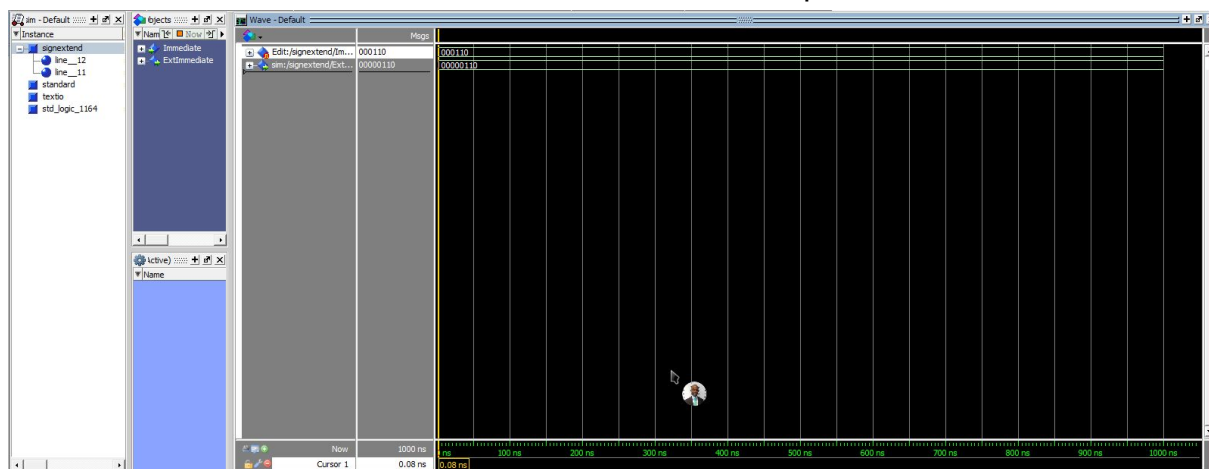 sim - Default
Instance
signextend
line__12
line__11
standard
textio
std_logic_1164
Objects
Nam
Now
Immediate
ExtImmediate
(Active)
Name
Wave - Default
Msgs
Edit:/signextend/Im... 000110 000110
sim:/signextend/Ext... 00000110 00000110
Now 1000 ns ns 100 ns 200 ns 300 ns 400 ns 500 ns 600 ns 700 ns 800 ns 900 ns 1000 ns
Cursor 1 0.08 ns 0.08 ns